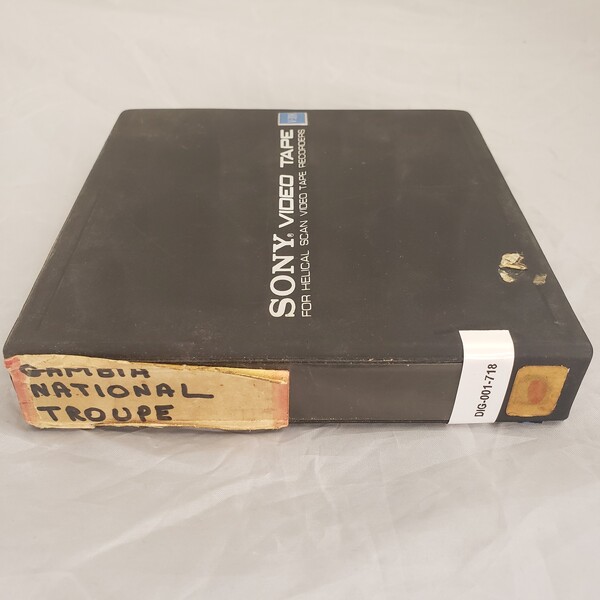 SONY® VIDEO TAPE
FOR HELICAL SCAN VIDEO TAPE RECORDERS
GAMBIA
NATIONAL
TROUPE
DIG-001-718